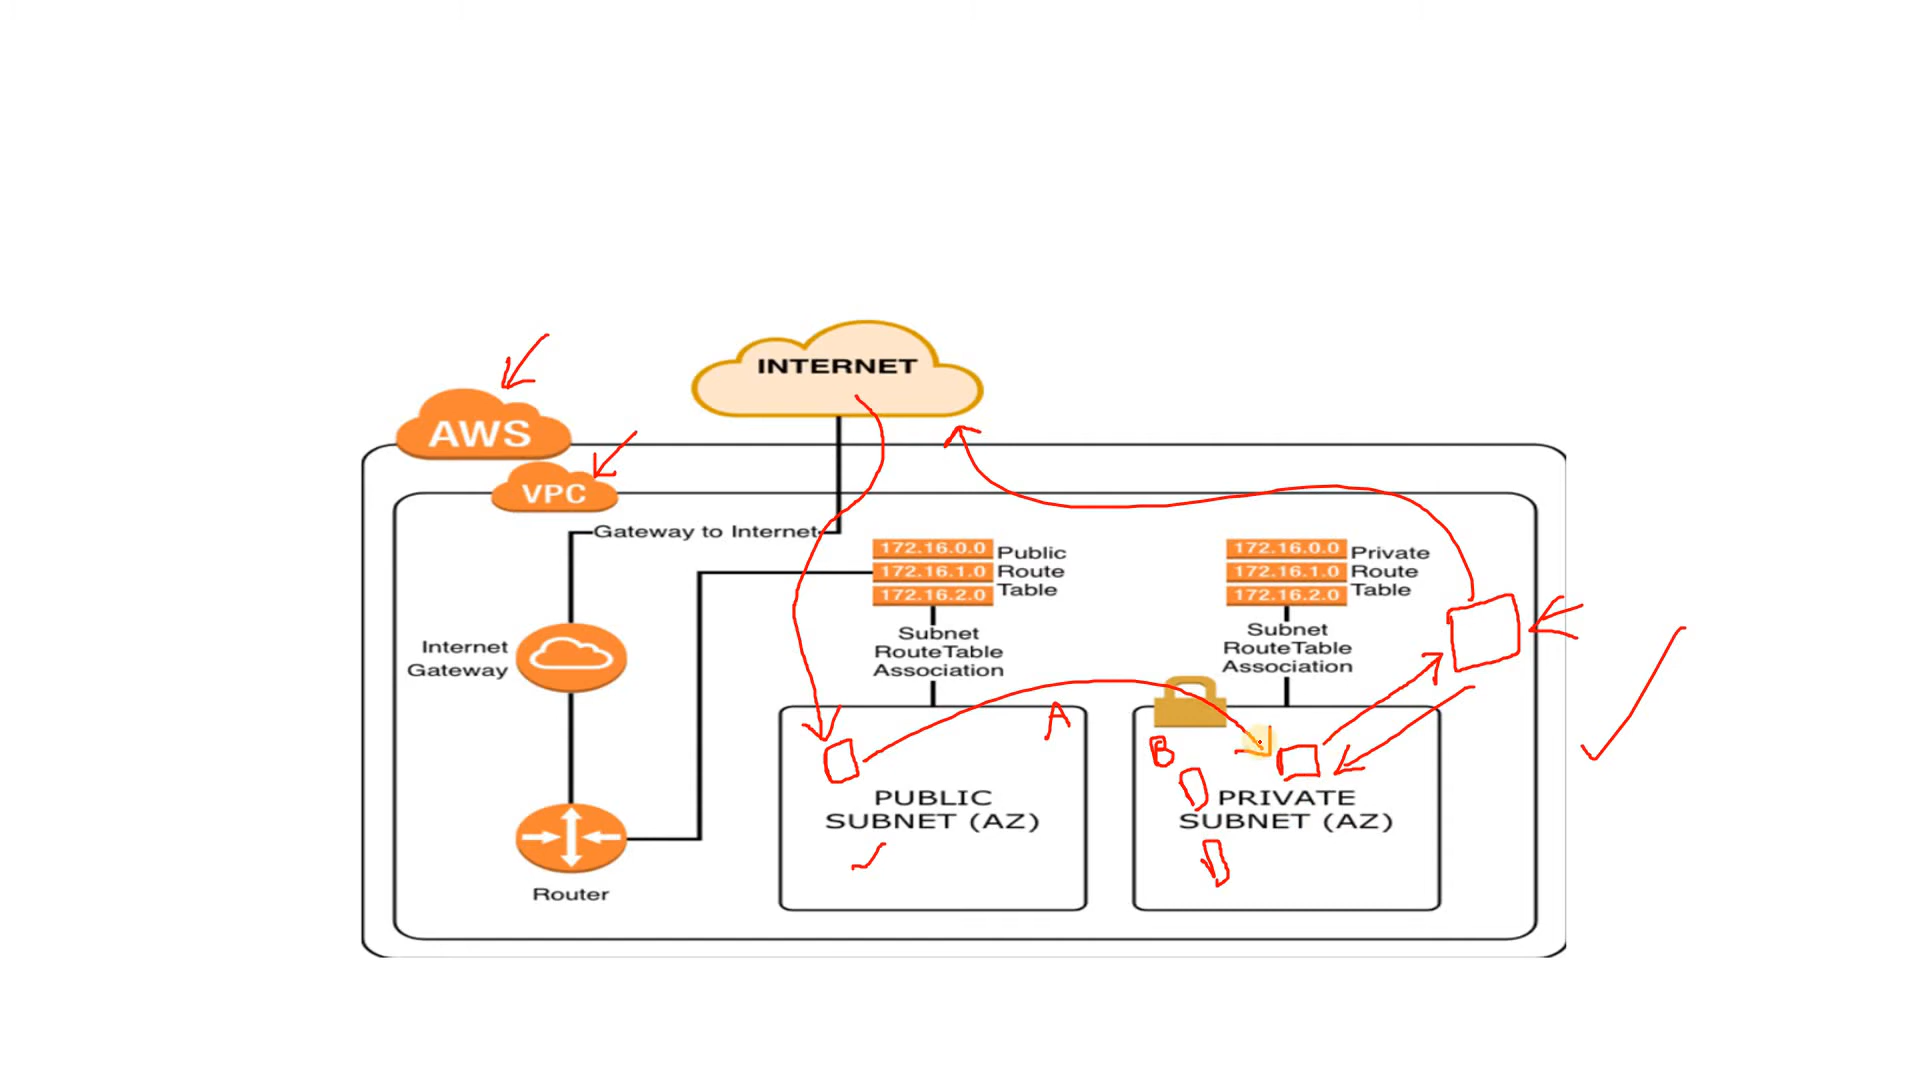 INTERNET
AWS
VPC
Gateway to Internet
172.16.0.0
172.16.1.0
172.16.2.0
Public
Route
Table
172.16.0.0
172.16.1.0
172.16.2.0
Private
Route
Table
Internet
Gateway
Subnet
RouteTable
Association
Subnet
RouteTable
Association
A
B
PUBLIC
SUBNET (AZ)
PRIVATE
SUBNET (AZ)
Router